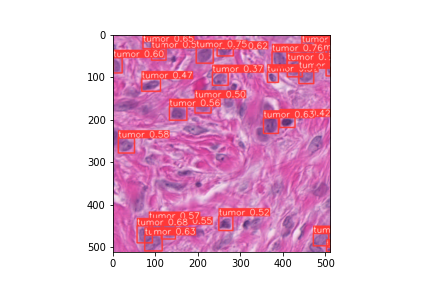 0
tumor 0.65
tumor 0.5
tumor 0.75
0.62
tumor 0.76
tumor
tumor 0.60
tumor
tumor 0.37
tumor 0.47
100
tumor 0.50
tumor 0.56
tumor 0.63
.42
200
tumor 0.58
300
400
tumor 0.52
tumor 0.57
tumor 0.68
0.55
tumor 0.63
500
0 100 200 300 400 500